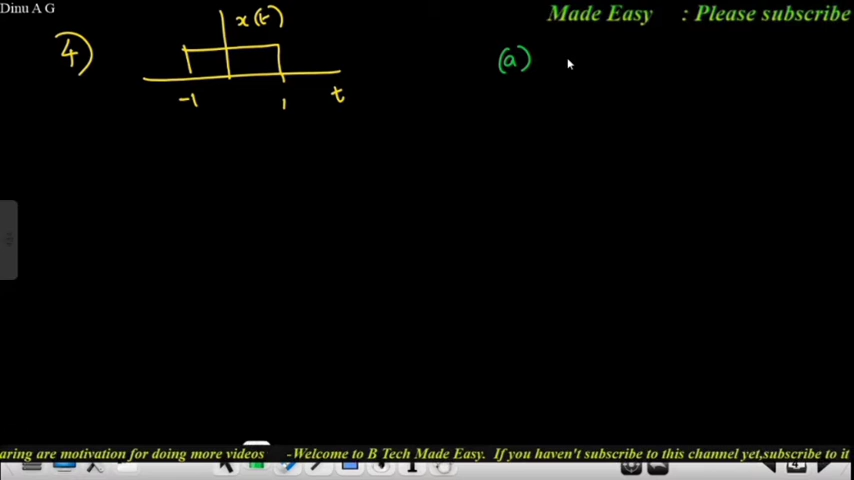 Dinu A G
Made Easy : Please subscribe
4) x(t)
(a)
-1 1 t
aring are motivation for doing more videos -Welcome to B Tech Made Easy. If you haven't subscribe to this channel yet,subscribe to it